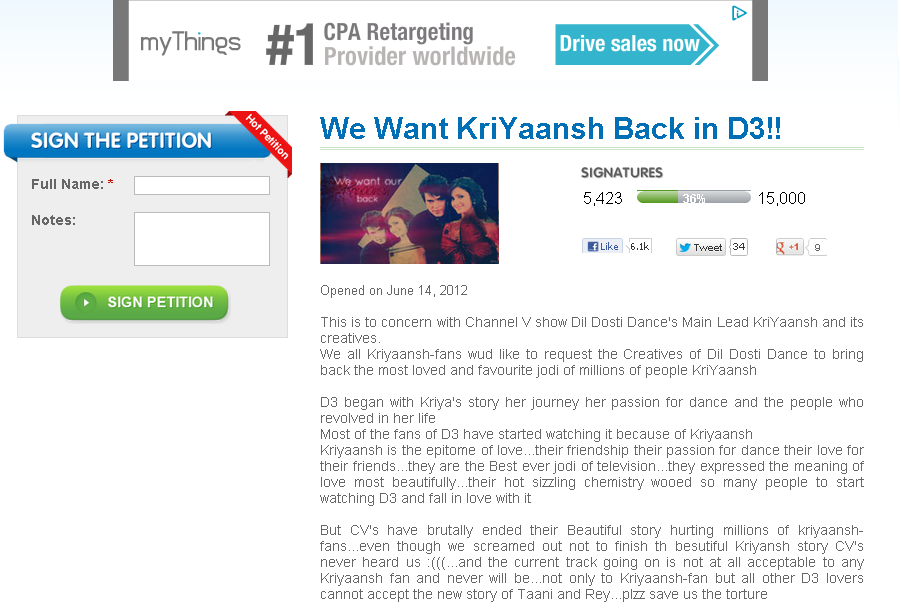 myThings
#1 CPA Retargeting
Provider worldwide
Drive sales now
SIGN THE PETITION
Hot Petition
Full Name: *
Notes:
SIGN PETITION
We Want KriYaansh Back in D3!!
We want our
back
SIGNATURES
5,423 36% 15,000
Like 6.1k Tweet 34 +1 9
Opened on June 14, 2012
This is to concern with Channel V show Dil Dosti Dance's Main Lead KriYaansh and its
creatives.
We all Kriyaansh-fans wud like to request the Creatives of Dil Dosti Dance to bring
back the most loved and favourite jodi of millions of people KriYaansh
D3 began with Kriya's story her journey her passion for dance and the people who
revolved in her life
Most of the fans of D3 have started watching it because of Kriyaansh
Kriyaansh is the epitome of love...their friendship their passion for dance their love for
their friends...they are the Best ever jodi of television...they expressed the meaning of
love most beautifully...their hot sizzling chemistry wooed so many people to start
watching D3 and fall in love with it
But CV's have brutally ended their Beautiful story hurting millions of kriyaansh-
fans...even though we screamed out not to finish th besutiful Kriyansh story CV's
never heard us :(((...and the current track going on is not at all acceptable to any
Kriyaansh fan and never will be...not only to Kriyaansh-fan but all other D3 lovers
cannot accept the new story of Taani and Rey...plzz save us the torture